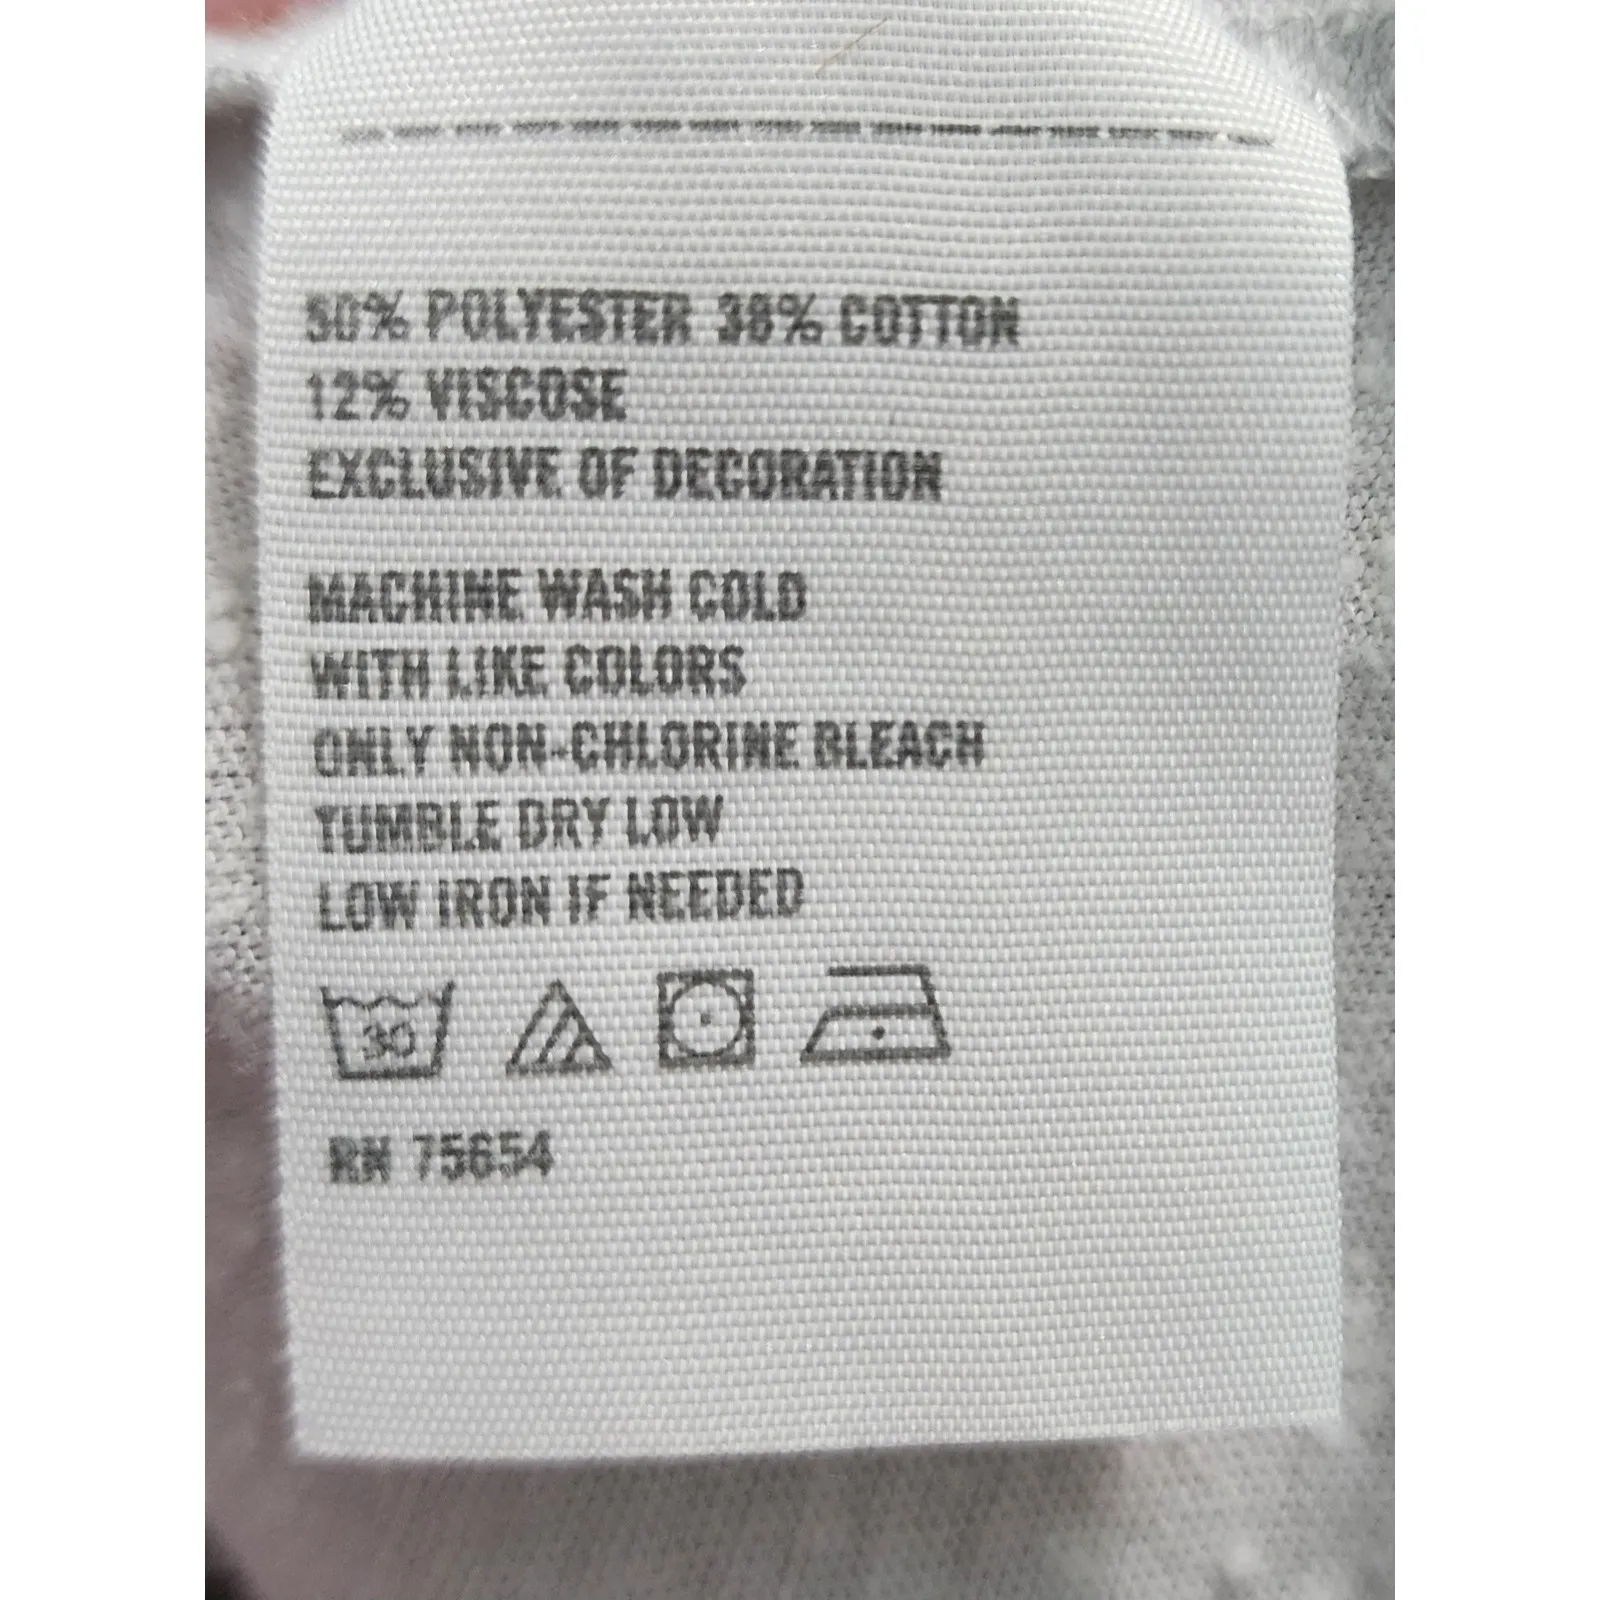 50% POLYESTER 38% COTTON
12% VISCOSE
EXCLUSIVE OF DECORATION
MACHINE WASH COLD
WITH LIKE COLORS
ONLY NON-CHLORINE BLEACH
TUMBLE DRY LOW
LOW IRON IF NEEDED
30
RN 75654